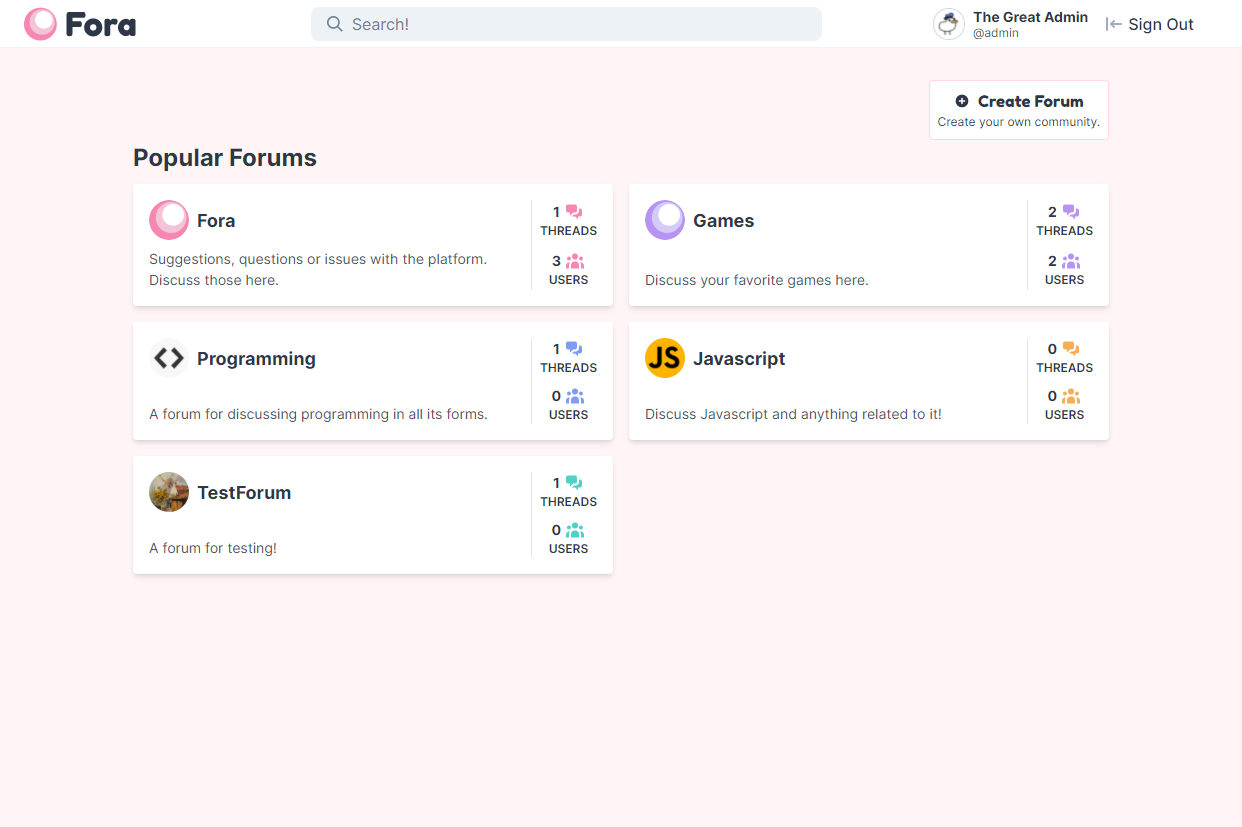 Fora
Search!
The Great Admin
@admin
Sign Out
Create Forum
Create your own community.
Popular Forums
Fora
Suggestions, questions or issues with the platform.
Discuss those here.
1
THREADS
3
USERS
Games
Discuss your favorite games here.
2
THREADS
2
USERS
Programming
A forum for discussing programming in all its forms.
1
THREADS
0
USERS
JS
Javascript
Discuss Javascript and anything related to it!
0
THREADS
0
USERS
TestForum
A forum for testing!
1
THREADS
0
USERS